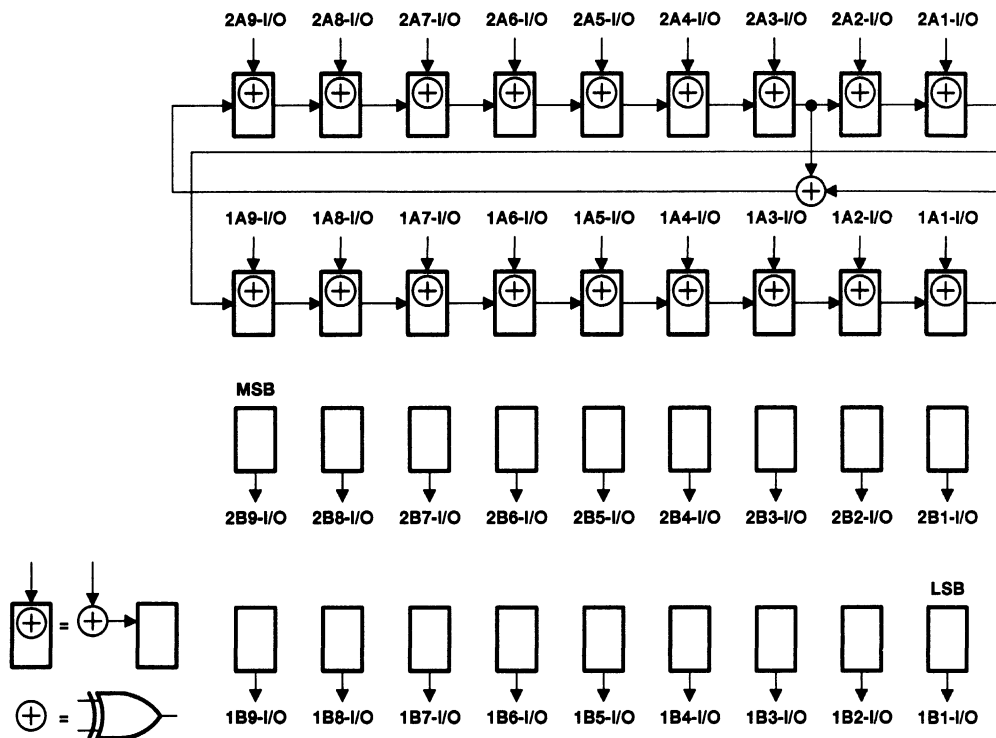 2A9-I/O 2A8-I/O 2A7-I/O 2A6-I/O 2A5-I/O 2A4-I/O 2A3-I/O 2A2-I/O 2A1-I/O
1A9-I/O 1A8-I/O 1A7-I/O 1A6-I/O 1A5-I/O 1A4-I/O 1A3-I/O 1A2-I/O 1A1-I/O
MSB
2B9-I/O 2B8-I/O 2B7-I/O 2B6-I/O 2B5-I/O 2B4-I/O 2B3-I/O 2B2-I/O 2B1-I/O
LSB
=
=
1B9-I/O 1B8-I/O 1B7-I/O 1B6-I/O 1B5-I/O 1B4-I/O 1B3-I/O 1B2-I/O 1B1-I/O